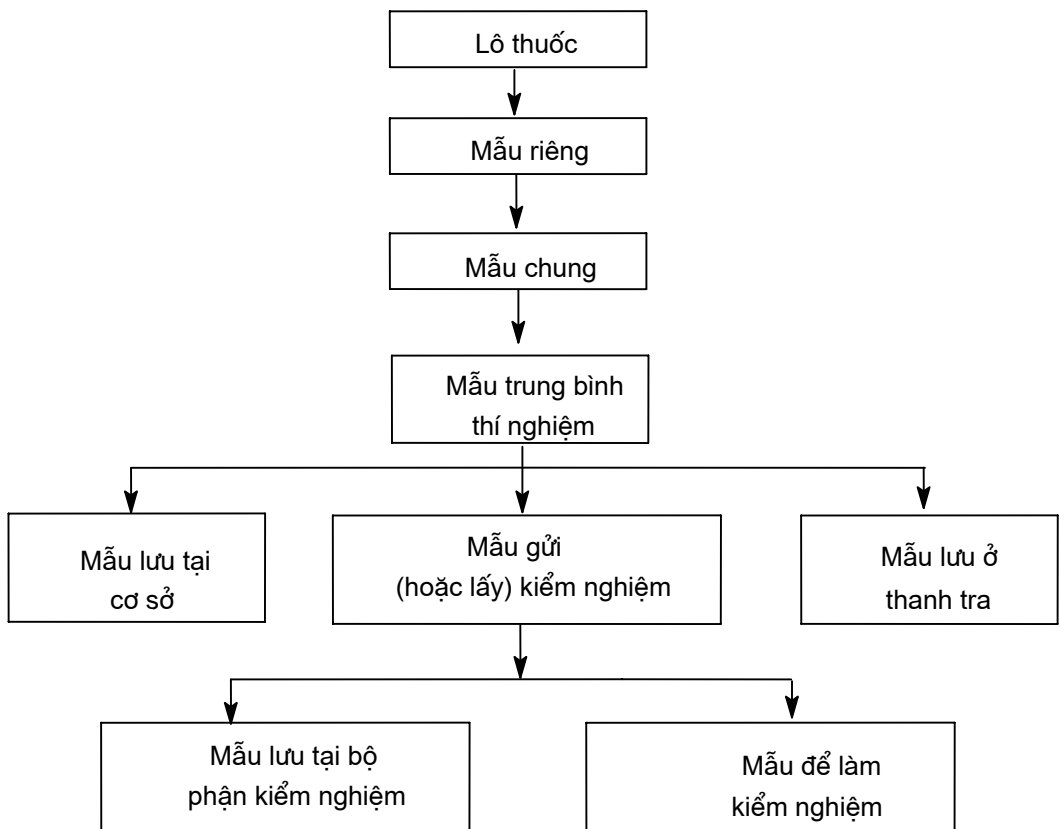 Lô thuốc
Mẫu riêng
Mẫu chung
Mẫu trung bình
thí nghiệm
Mẫu lưu tại
cơ sở
Mẫu gửi
(hoặc lấy) kiểm nghiệm
Mẫu lưu ở
thanh tra
Mẫu lưu tại bộ
phận kiểm nghiệm
Mẫu để làm
kiểm nghiệm